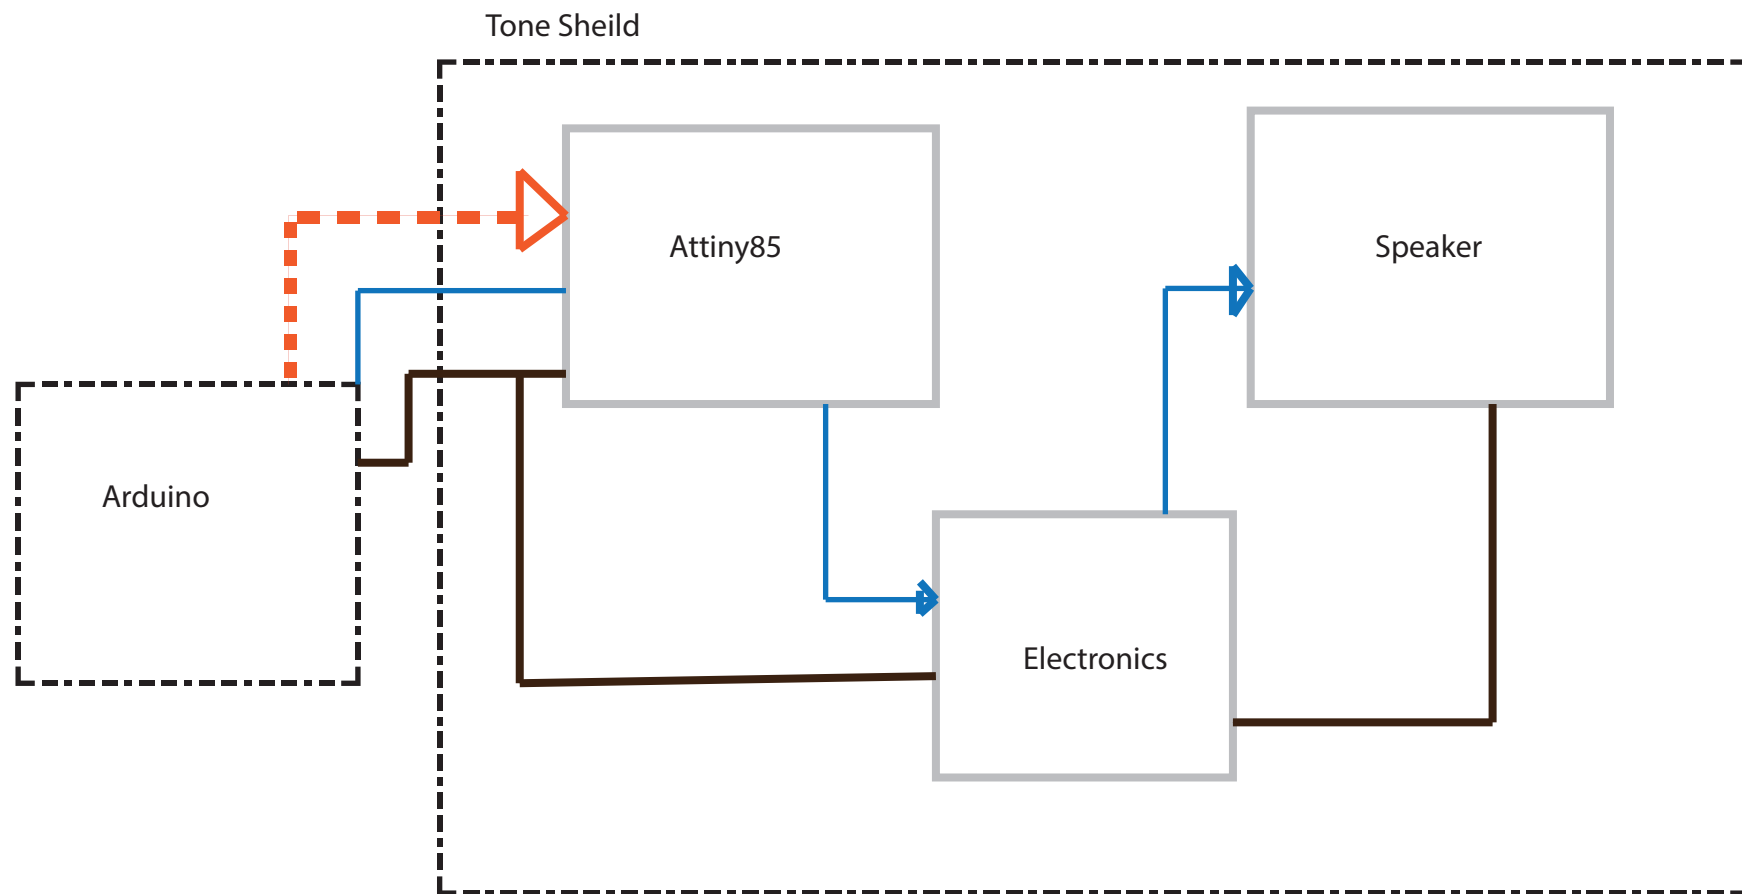 Tone Sheild
Attiny85
Speaker
Arduino
Electronics